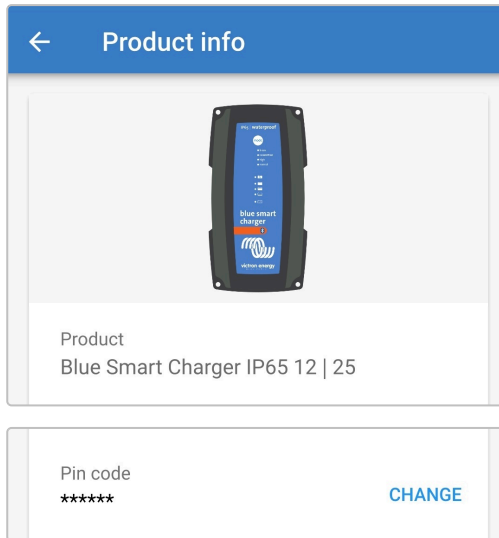 Product info
IP65 waterproof
MODE
blue smart
charger
victron energy
Product
Blue Smart Charger IP65 12 | 25
Pin code
******
CHANGE